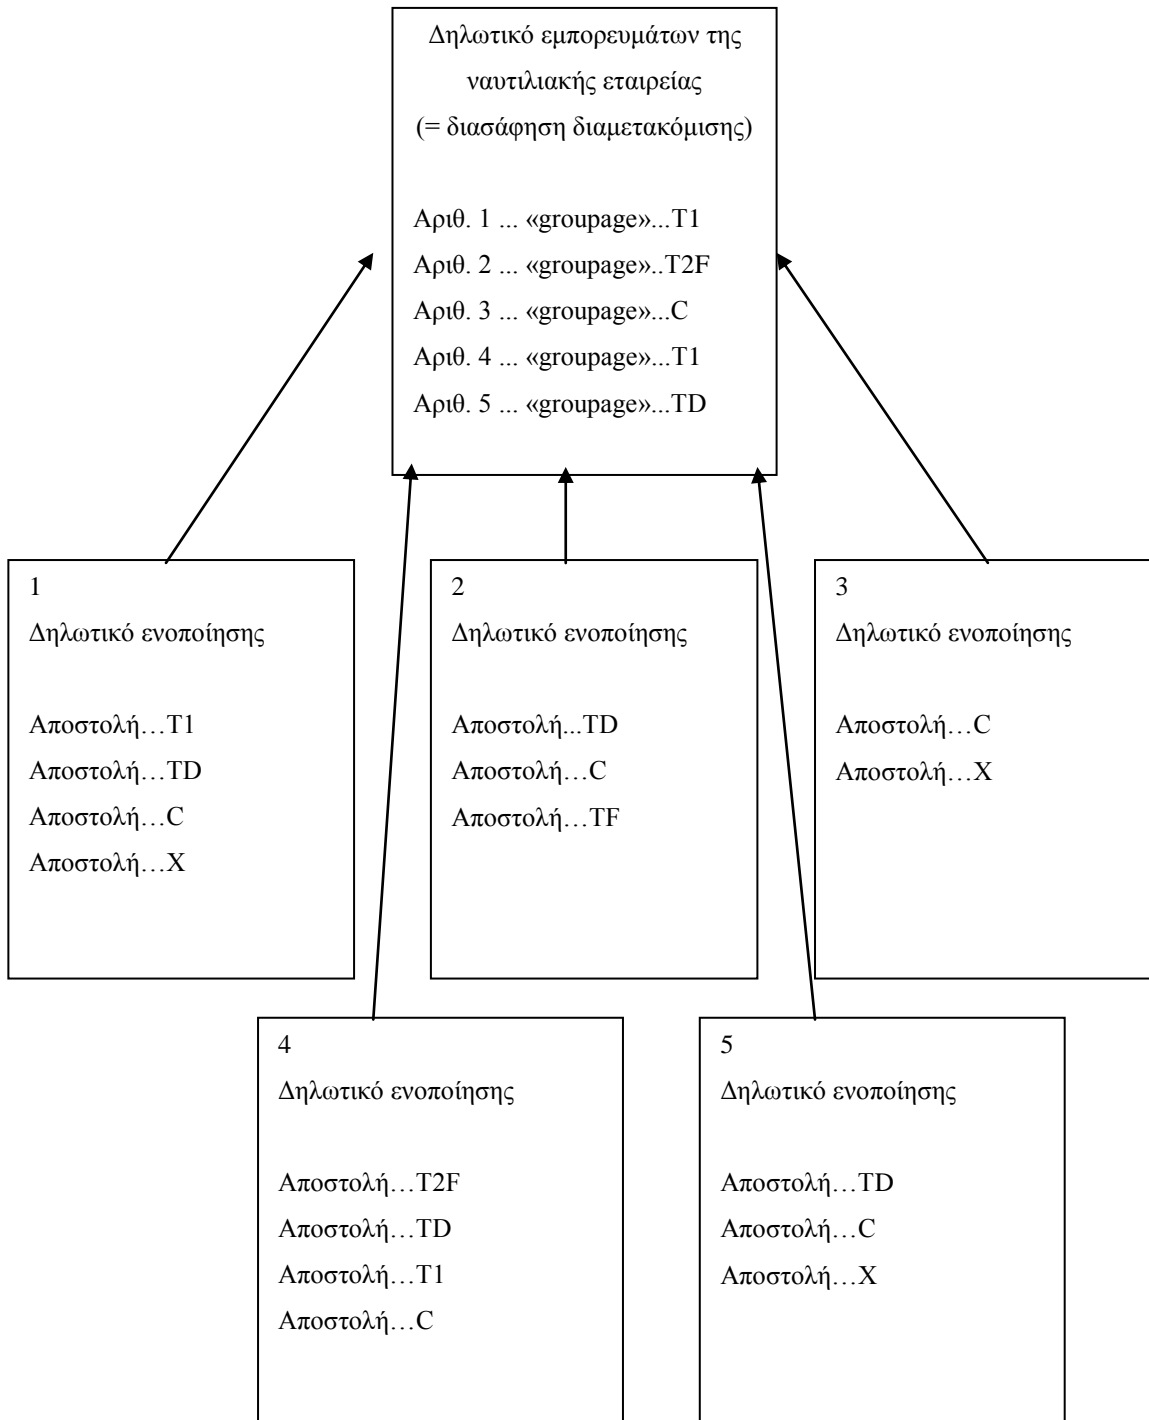 Δηλωτικό εμπορευμάτων της
ναυτιλιακής εταιρείας
(= διασάφηση διαμετακόμισης)
Αριθ. 1 ... «groupage»...T1
Αριθ. 2 ... «groupage»..T2F
Αριθ. 3 ... «groupage»...C
Αριθ. 4 ... «groupage»...T1
Αριθ. 5 ... «groupage»...TD
1
Δηλωτικό ενοποίησης
Αποστολή…T1
Αποστολή…TD
Αποστολή…C
Αποστολή…X
2
Δηλωτικό ενοποίησης
Αποστολή...TD
Αποστολή…C
Αποστολή…TF
3
Δηλωτικό ενοποίησης
Αποστολή…C
Αποστολή…X
4
Δηλωτικό ενοποίησης
Αποστολή…T2F
Αποστολή…TD
Αποστολή…T1
Αποστολή…C
5
Δηλωτικό ενοποίησης
Αποστολή…TD
Αποστολή…C
Αποστολή…X